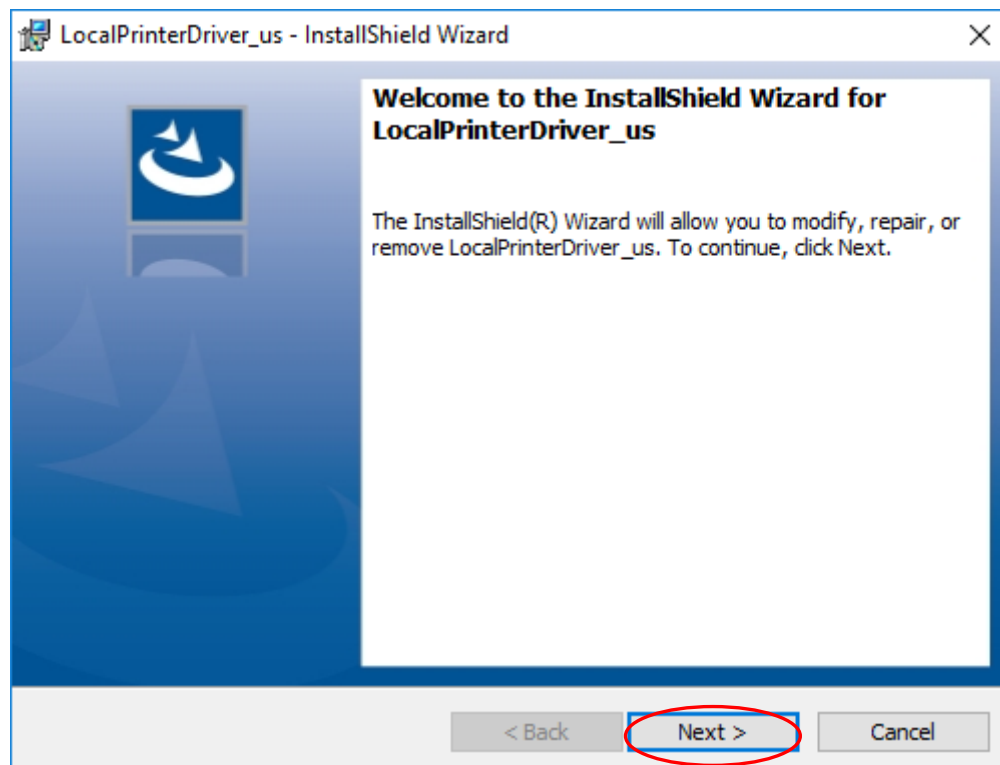 LocalPrinterDriver_us - InstallShield Wizard
Welcome to the InstallShield Wizard for
LocalPrinterDriver_us
The InstallShield(R) Wizard will allow you to modify, repair, or
remove LocalPrinterDriver_us. To continue, click Next.
< Back Next > Cancel